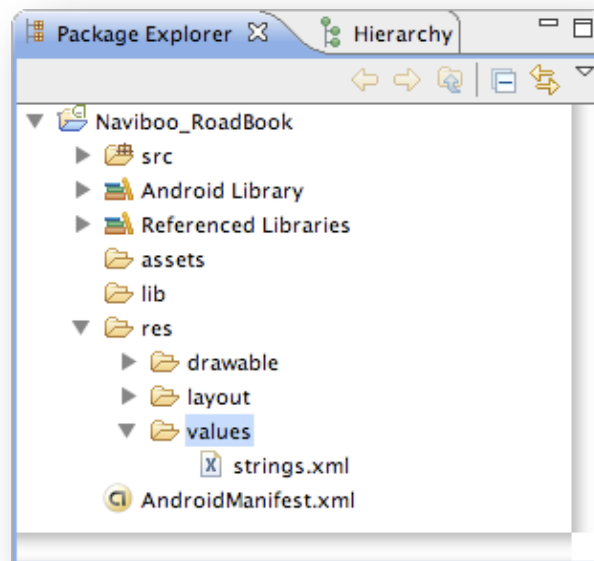 Package Explorer Hierarchy
Naviboo_RoadBook
src
Android Library
Referenced Libraries
assets
lib
res
drawable
layout
values
strings.xml
AndroidManifest.xml